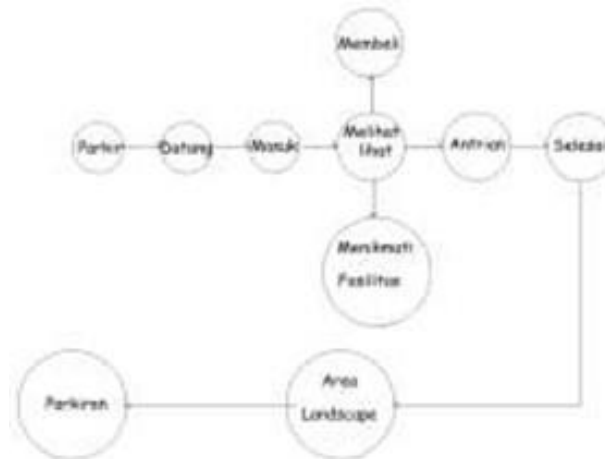 Membeli
Parkir
Datang
Masuk
Melihat
lihat
Antrian
Selesai
Menikmati
Fasilitas
Area
Landscape
Parkiran